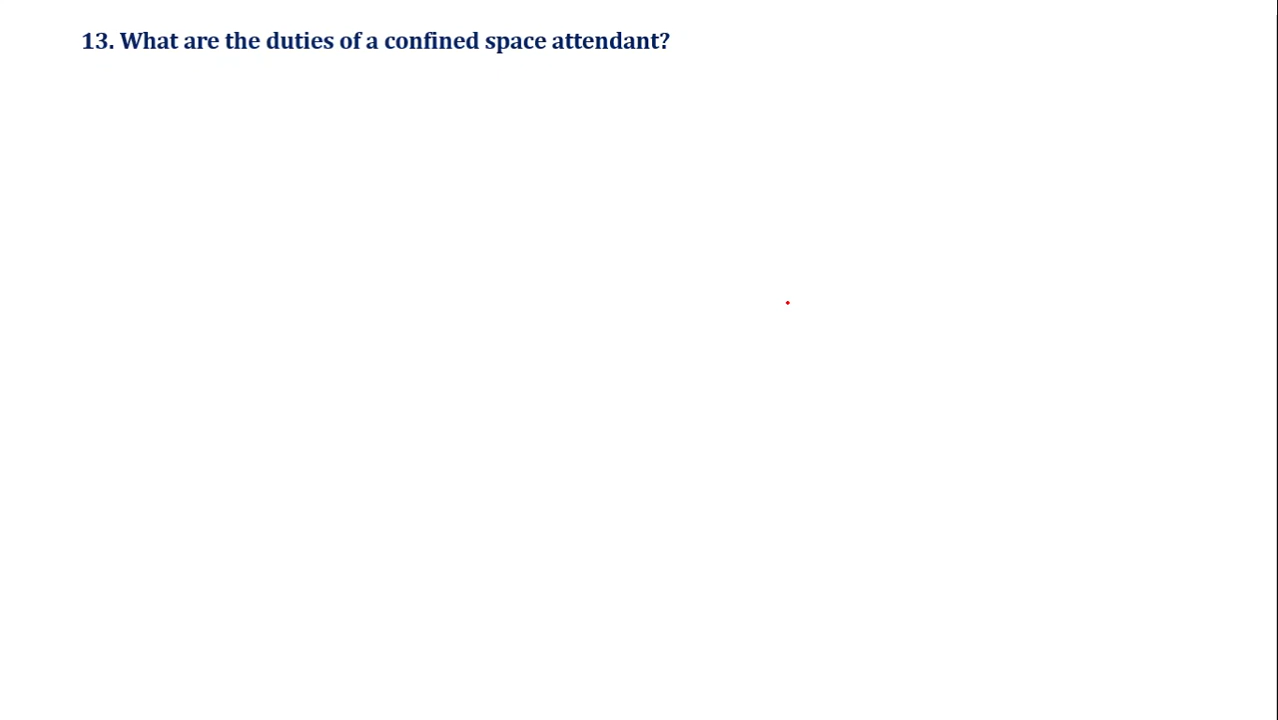 13. What are the duties of a confined space attendant?